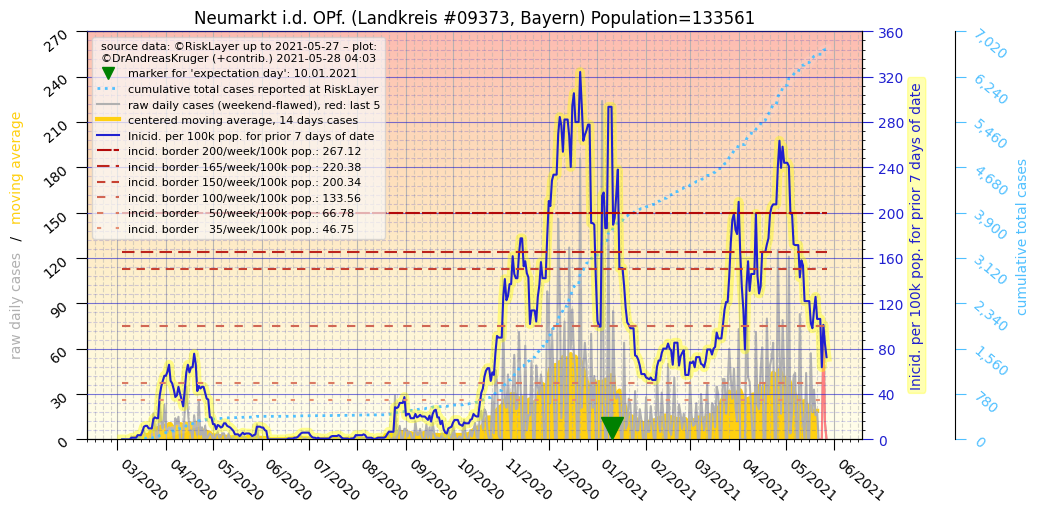 Neumarkt i.d. OPf. (Landkreis #09373, Bayern) Population=133561
source data: ©RiskLayer up to 2021-05-27 – plot:
©DrAndreasKruger (+contrib.) 2021-05-28 04:03
marker for 'expectation day': 10.01.2021
cumulative total cases reported at RiskLayer
raw daily cases (weekend-flawed), red: last 5
centered moving average, 14 days cases
Inicid. per 100k pop. for prior 7 days of date
incid. border 200/week/100k pop.: 267.12
incid. border 165/week/100k pop.: 220.38
incid. border 150/week/100k pop.: 200.34
incid. border 100/week/100k pop.: 133.56
incid. border 50/week/100k pop.: 66.78
incid. border 35/week/100k pop.: 46.75
raw daily cases / moving average
270
240
210
180
150
120
90
60
30
0
03/2020
04/2020
05/2020
06/2020
07/2020
08/2020
09/2020
10/2020
11/2020
12/2020
01/2021
02/2021
03/2021
04/2021
05/2021
06/2021
360
320
280
240
200
160
120
80
40
0
Inicid. per 100k pop. for prior 7 days of date
7,020
6,240
5,460
4,680
3,900
3,120
2,340
1,560
780
0
cumulative total cases